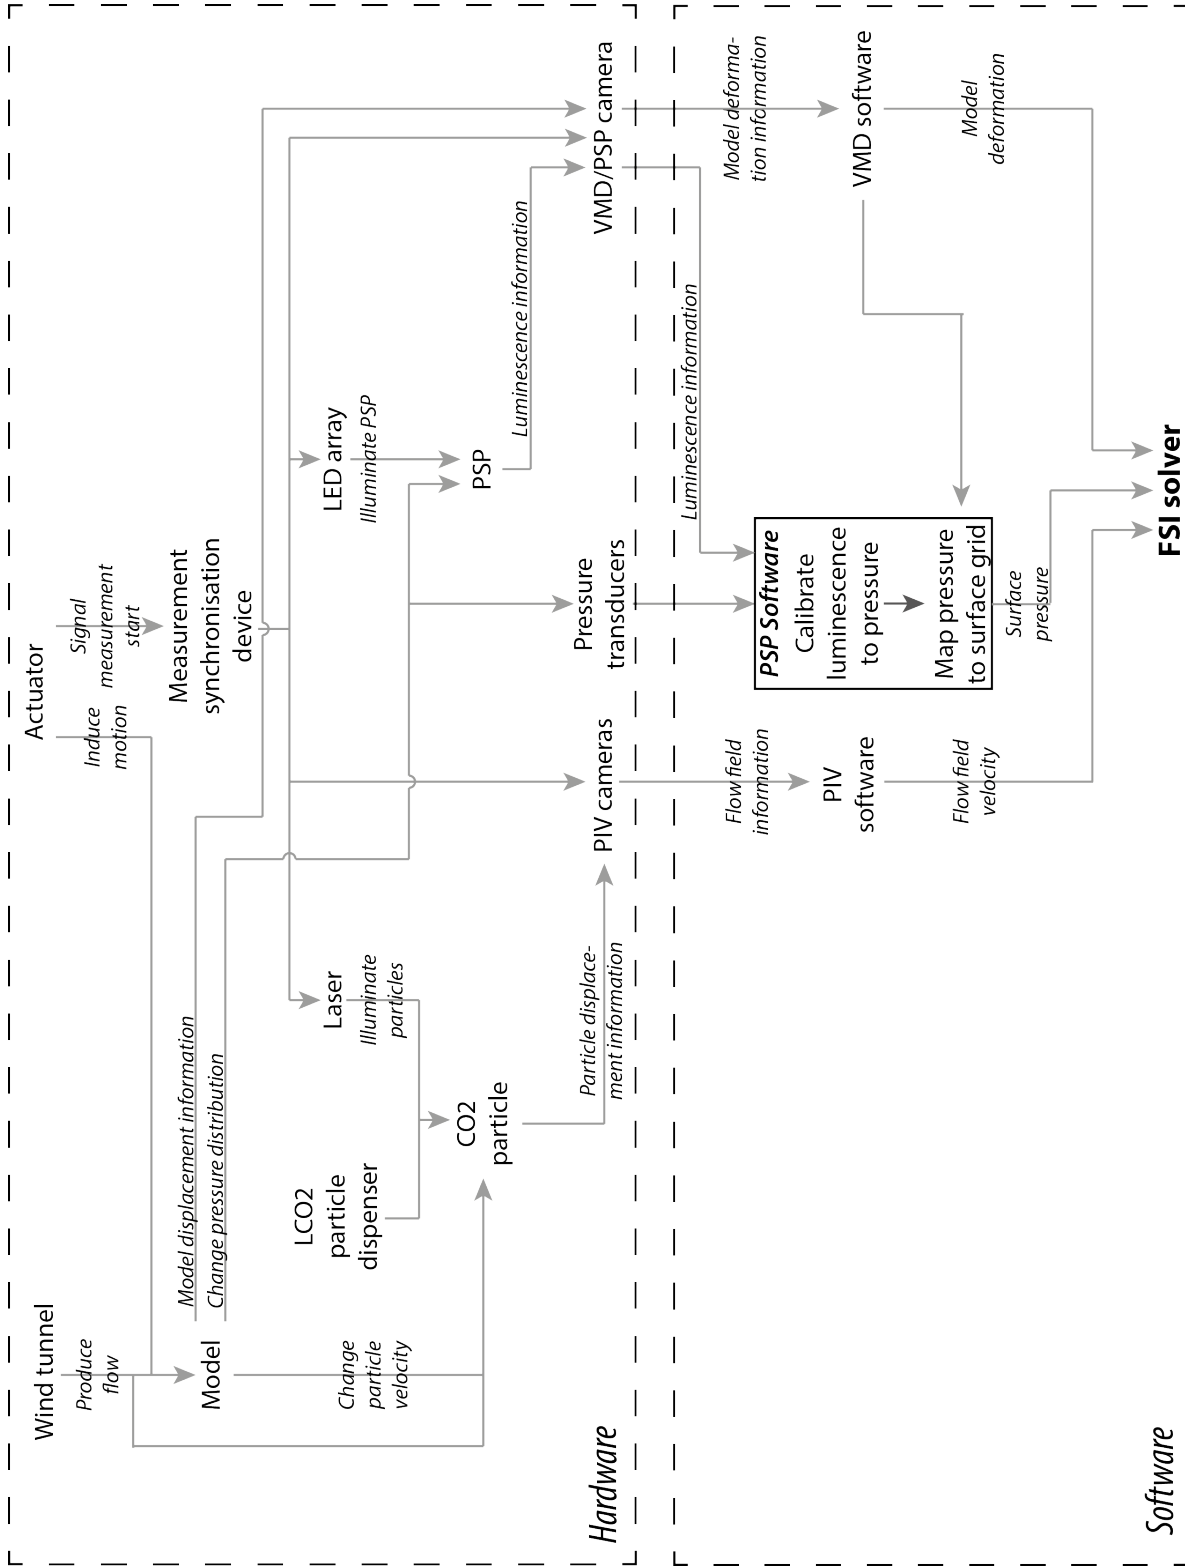 Wind tunnel
Produce
flow
Model
Change
particle
velocity
Model displacement information
Change pressure distribution
LCO2
particle
dispenser
CO2
particle
Laser
Illuminate
particles
Particle displace-
ment information
Actuator
Induce
motion
Signal
measurement
start
Measurement
synchronisation
device
LED array
Illuminate PSP
PSP
Luminescence information
PIV cameras
Pressure
transducers
VMD/PSP camera
Hardware
Flow field
information
PIV
software
Flow field
velocity
Luminescence information
PSP Software
Calibrate
luminescence
to pressure
Map pressure
to surface grid
Surface
pressure
Model deforma-
tion information
VMD software
Model
deformation
FSI solver
Software